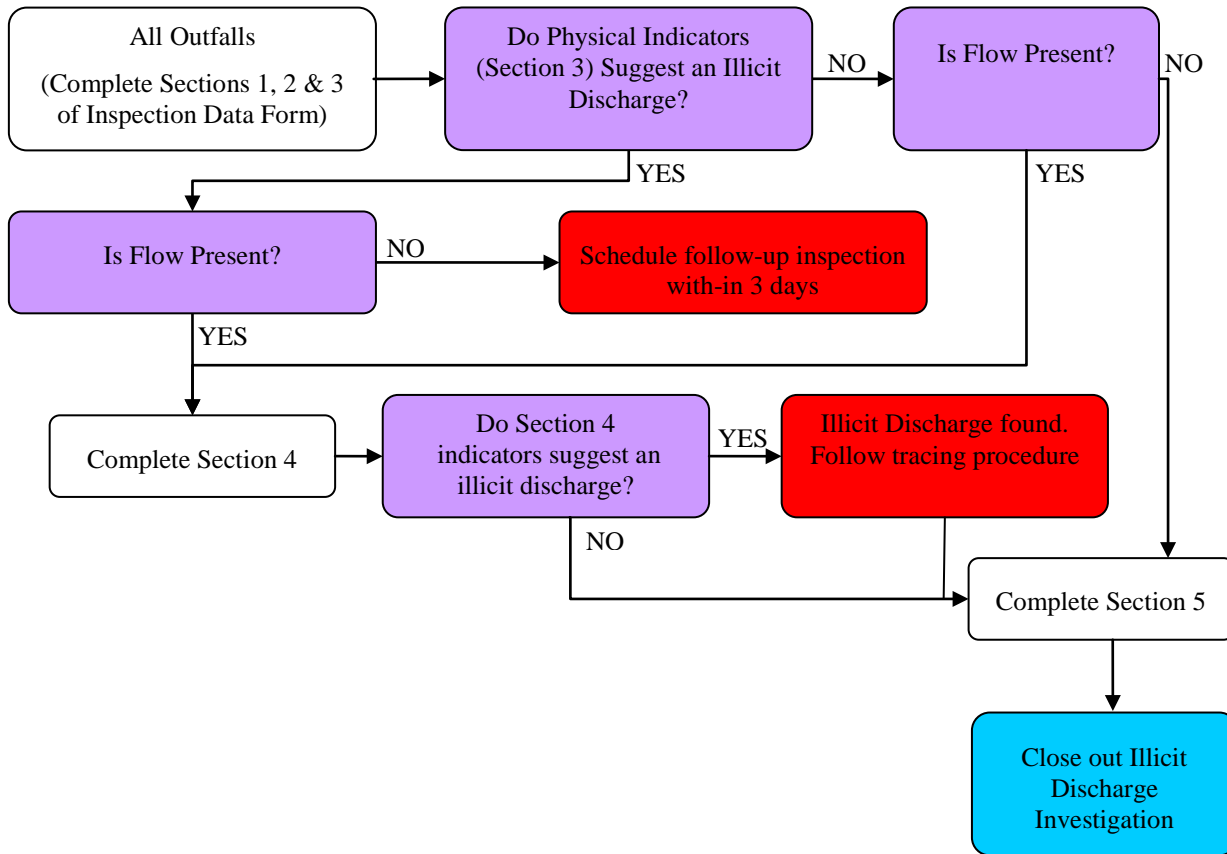 All Outfalls
(Complete Sections 1, 2 & 3
of Inspection Data Form)
Do Physical Indicators
(Section 3) Suggest an Illicit
Discharge?
NO
Is Flow Present?
NO
YES
YES
Is Flow Present?
NO
Schedule follow-up inspection
with-in 3 days
YES
Complete Section 4
Do Section 4
indicators suggest an
illicit discharge?
YES
Illicit Discharge found.
Follow tracing procedure
NO
Complete Section 5
Close out Illicit
Discharge
Investigation